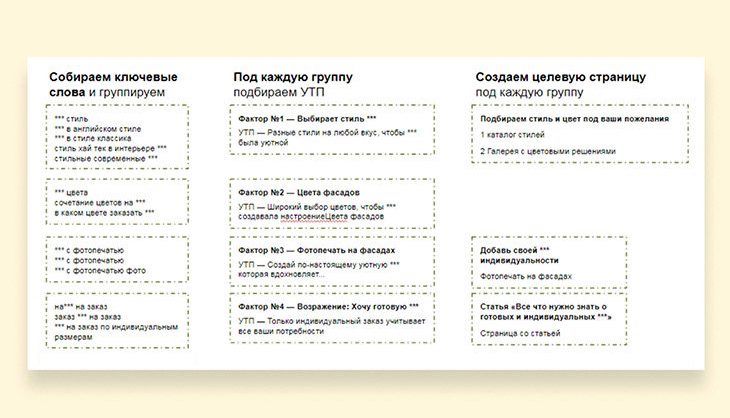 Собираем ключевые
слова и группируем
*** стиль
*** в английском стиле
*** в стиле классика
стиль хай тек в интерьере ***
стильные современные ***
*** цвета
сочетание цветов на ***
в каком цвете заказать ***
*** с фотопечатью
*** с фотопечатью
*** с фотопечатью фото
на*** на заказ
заказ *** на заказ
*** на заказ по индивидуальным
размерам
Под каждую группу
подбираем УТП
Фактор №1 — Выбирает стиль ***
УТП — Разные стили на любой вкус, чтобы ***
была уютной
Фактор №2 — Цвета фасадов
УТП — Широкий выбор цветов, чтобы ***
создавала настроениеЦвета фасадов
Фактор №3 — Фотопечать на фасадах
УТП — Создай по-настоящему уютную ***
которая вдохновляет...
Фактор №4 — Возражение: Хочу готовую ***
УТП — Только индивидуальный заказ учитывает
все ваши потребности
Создаем целевую страницу
под каждую группу
Подбираем стиль и цвет под ваши пожелания
1 каталог стилей
2 Галерея с цветовыми решениями
Добавь своей ***
индивидуальности
Фотопечать на фасадах
Статья «Все что нужно знать о
готовых и индивидуальных ***»
Страница со статьей